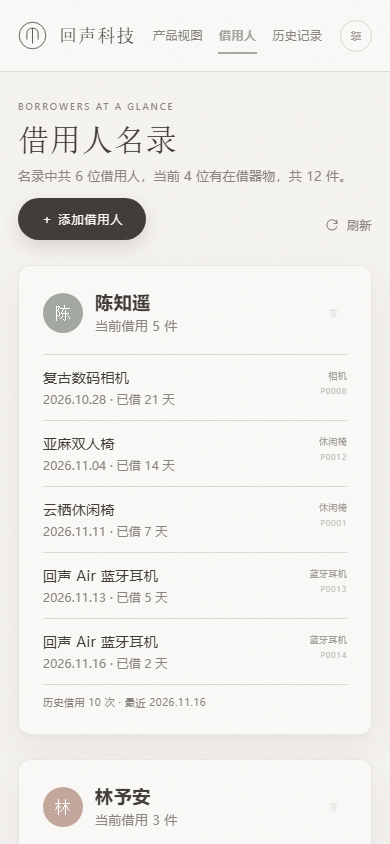 回声科技
产品视图 借用人 历史记录
BORROWERS AT A GLANCE
借用人名录
名录中共 6 位借用人，当前 4 位有在借器物，共 12 件。
+ 添加借用人
刷新
陈 陈知遥
当前借用 5 件
复古数码相机 相机
2026.10.28 · 已借 21 天 P0008
亚麻双人椅 休闲椅
2026.11.04 · 已借 14 天 P0012
云栖休闲椅 休闲椅
2026.11.11 · 已借 7 天 P0001
回声 Air 蓝牙耳机 蓝牙耳机
2026.11.13 · 已借 5 天 P0013
回声 Air 蓝牙耳机 蓝牙耳机
2026.11.16 · 已借 2 天 P0014
历史借用 10 次 · 最近 2026.11.16
林 林予安
当前借用 3 件